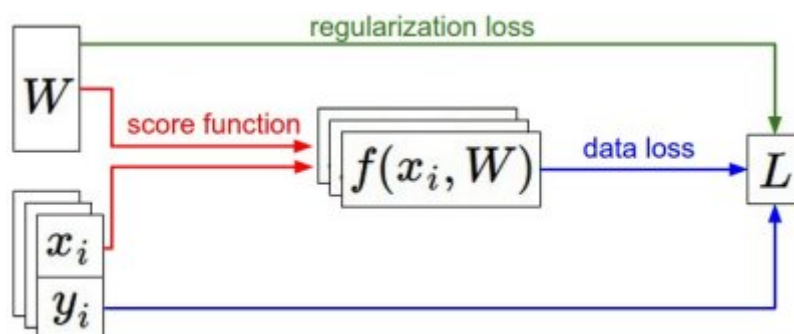 regularization loss
W
score function
f(x_i, W)
data loss
L
x_i
y_i